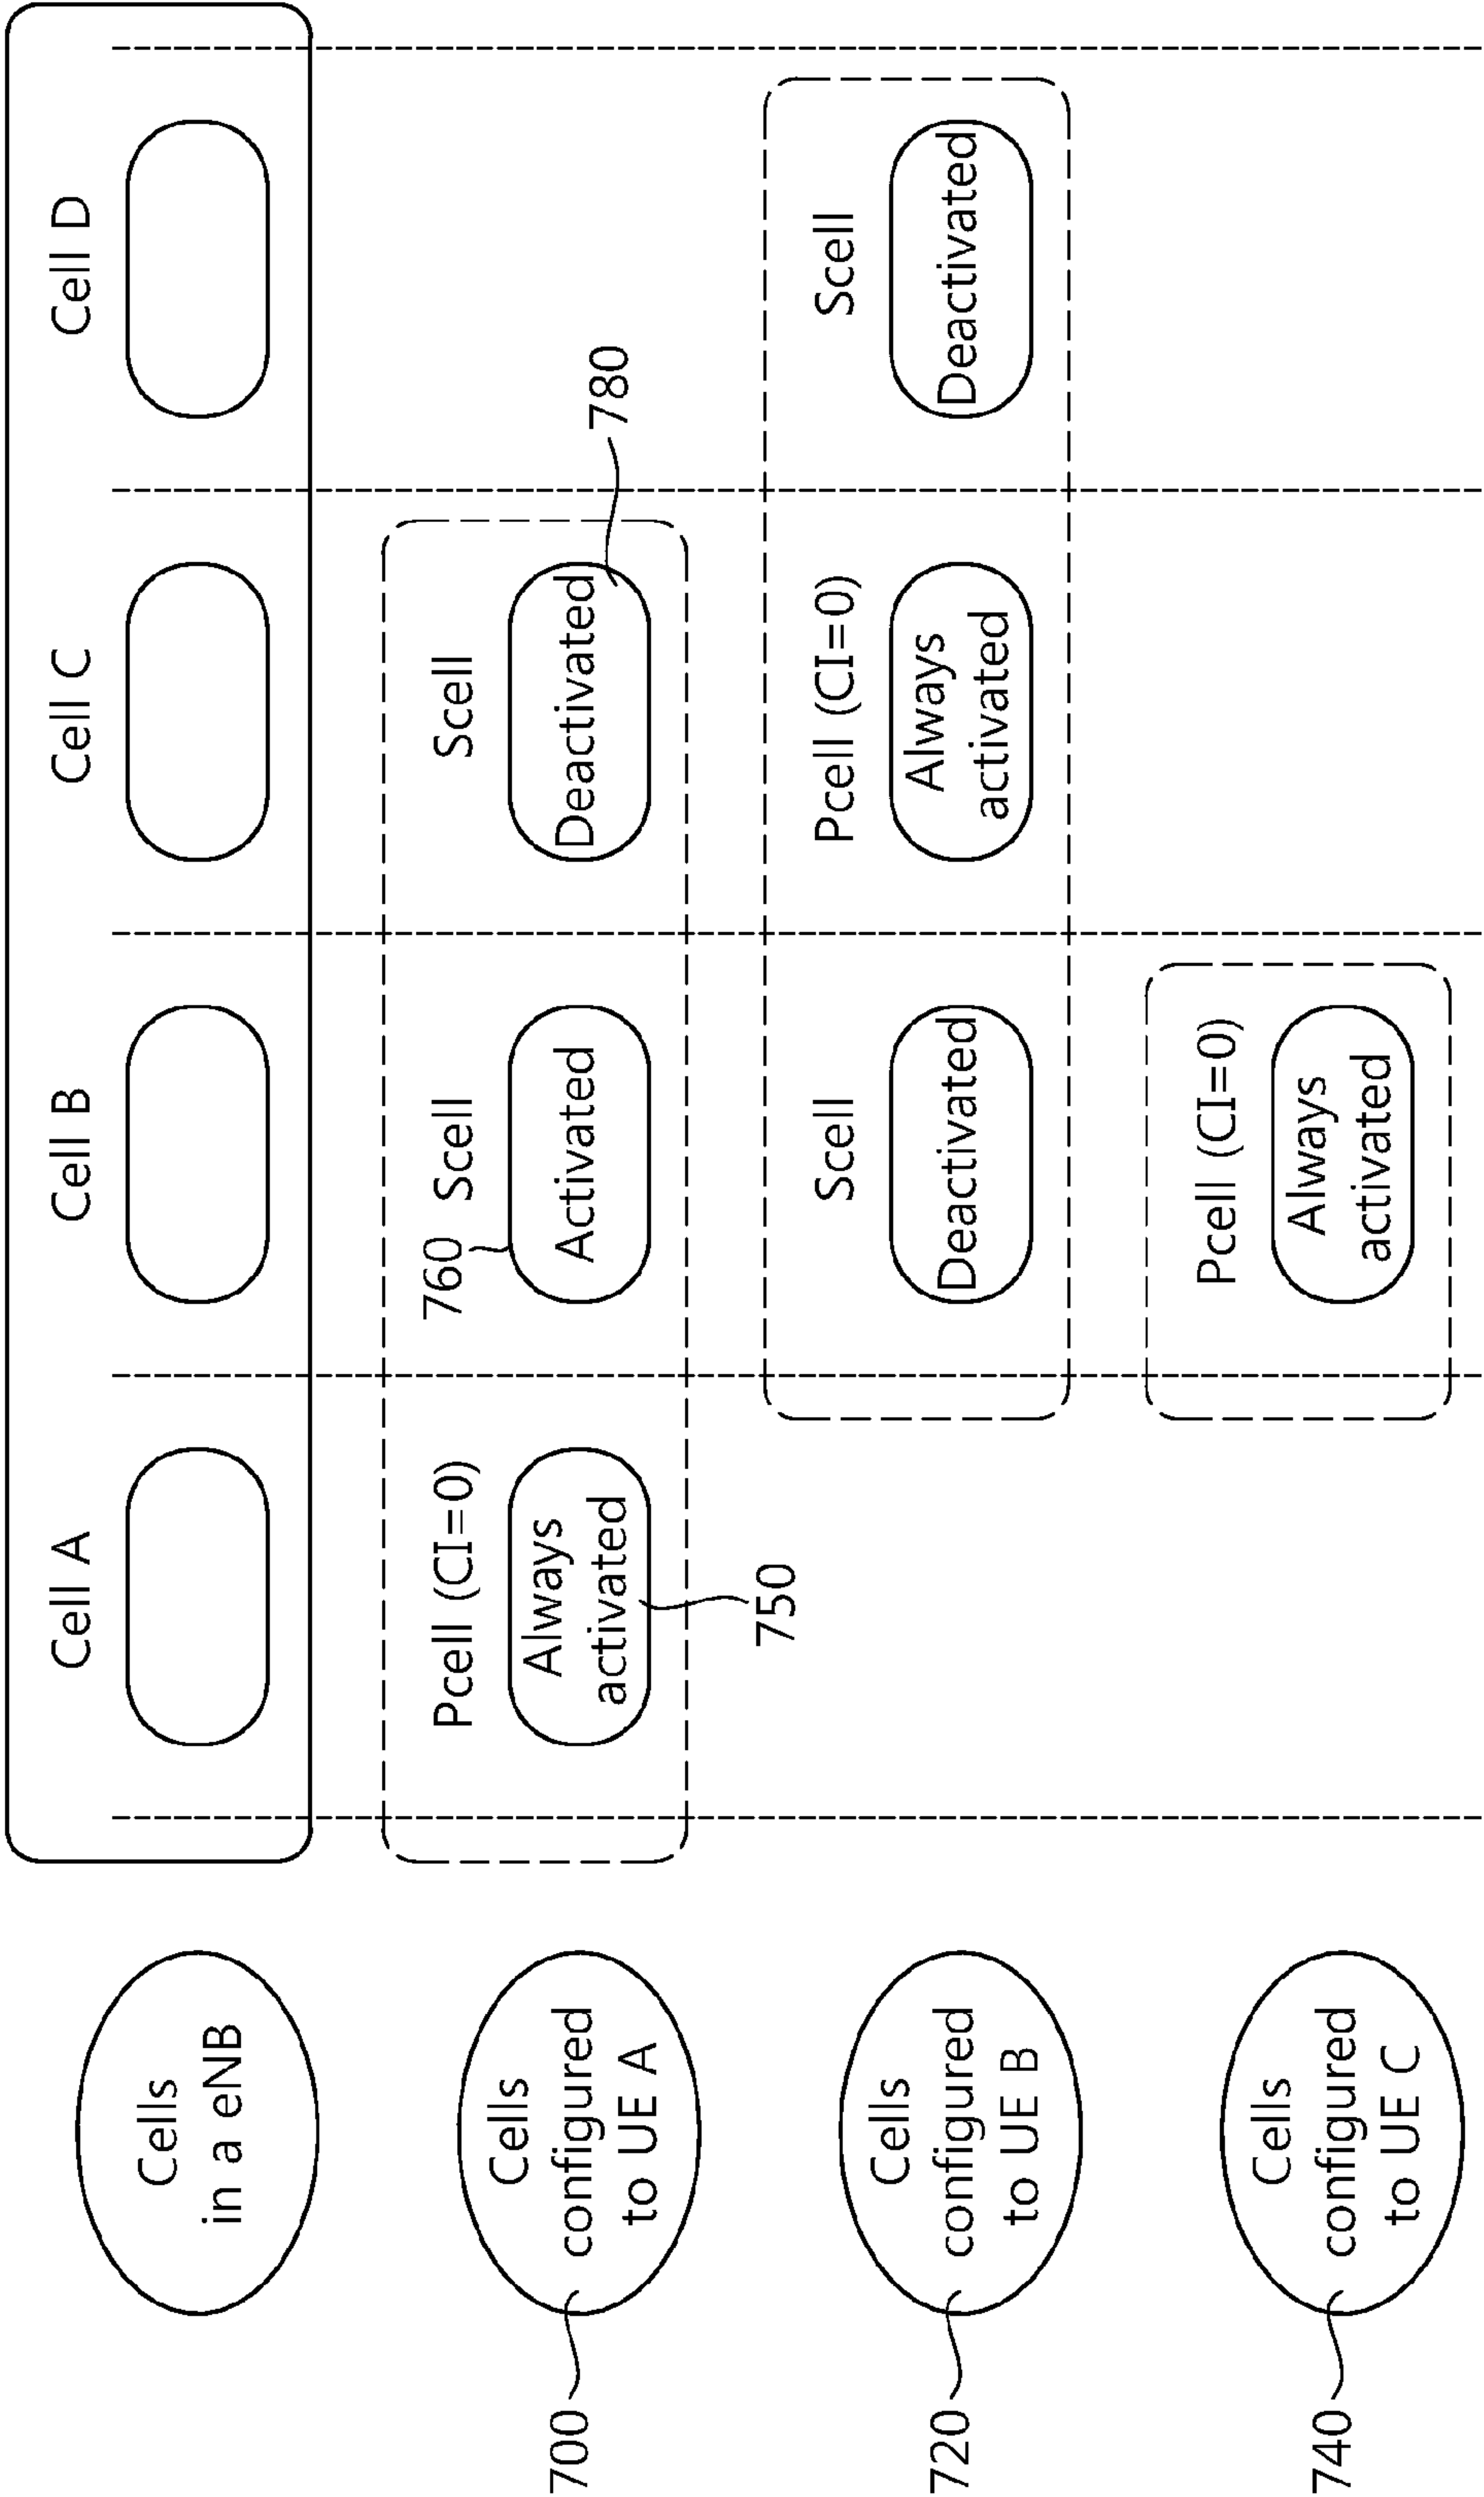 Cell A
Cell B
Cell C
Cell D
Cells
in a eNB
700
Cells
configured
to UE A
Pcell (CI=0)
Always
activated
750
760
Scell
Activated
Scell
Deactivated
780
720
Cells
configured
to UE B
Scell
Deactivated
Pcell (CI=0)
Always
activated
Scell
Deactivated
740
Cells
configured
to UE C
Pcell (CI=0)
Always
activated